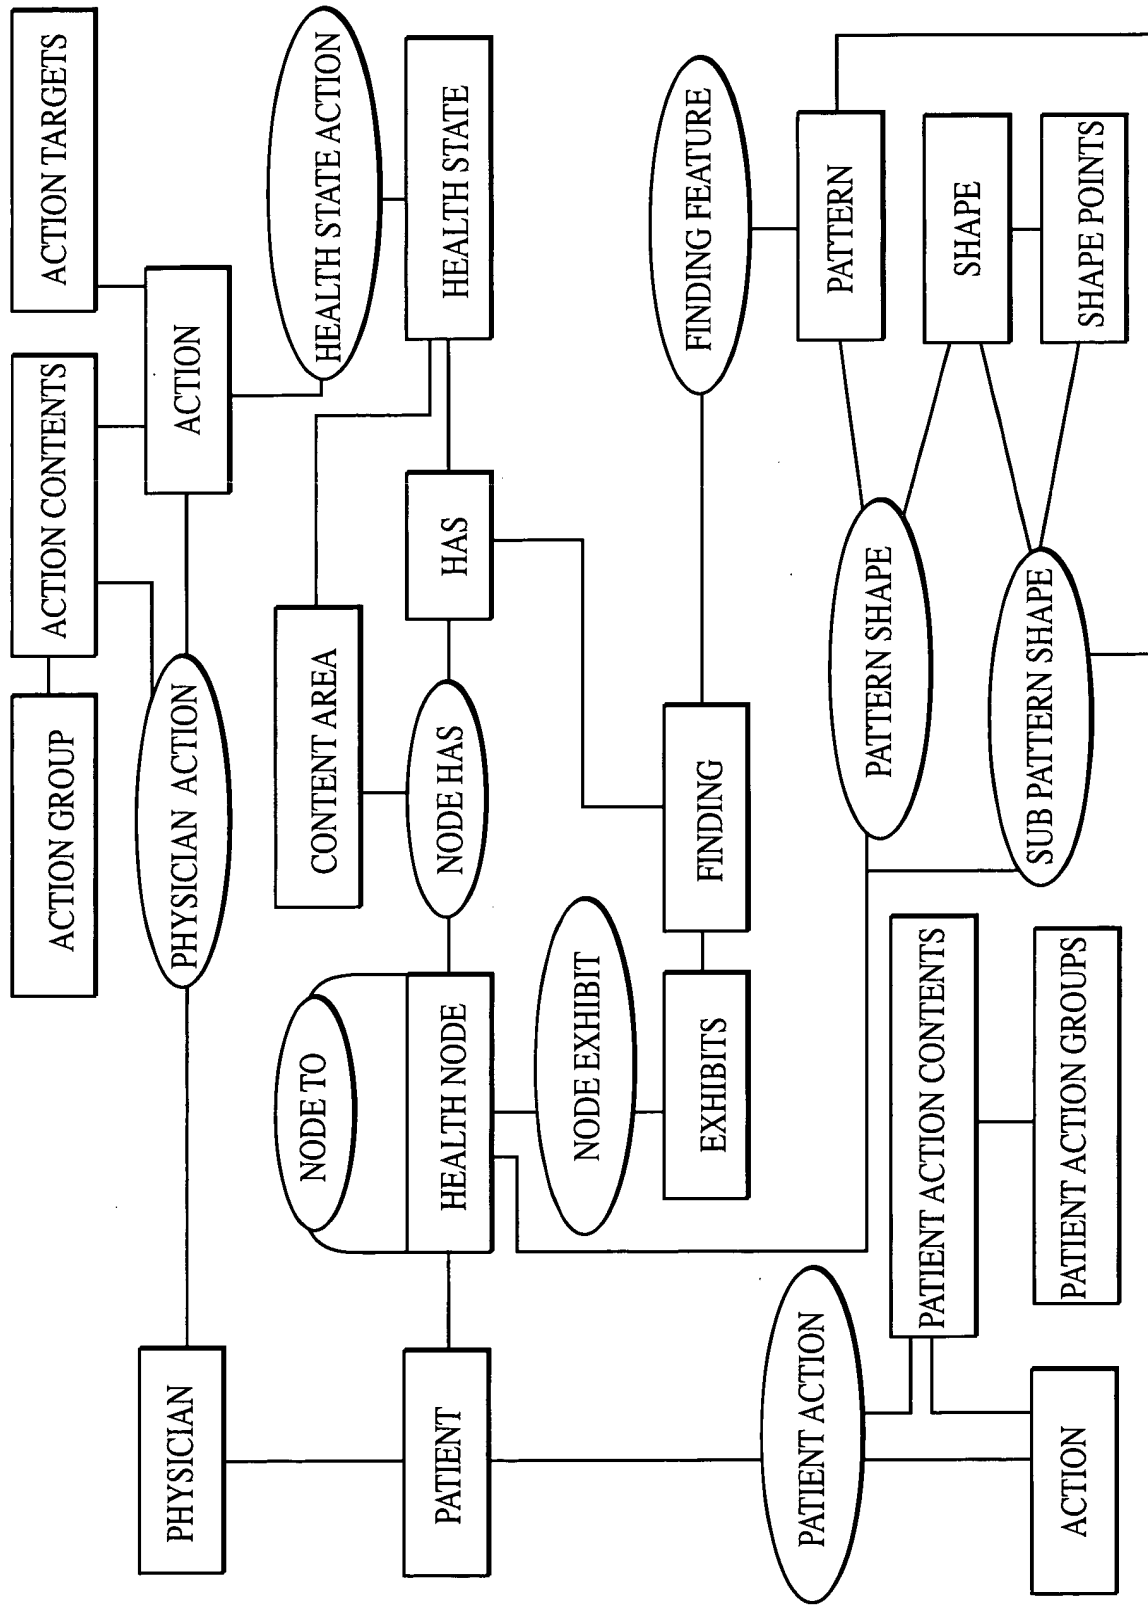 PHYSICIAN
PHYSICIAN ACTION
ACTION GROUP
ACTION CONTENTS
ACTION TARGETS
ACTION
PATIENT
NODE TO
HEALTH NODE
CONTENT AREA
NODE HAS
HAS
HEALTH STATE ACTION
HEALTH STATE
NODE EXHIBIT
EXHIBITS
FINDING
FINDING FEATURE
PATIENT ACTION
PATIENT ACTION CONTENTS
PATIENT ACTION GROUPS
ACTION
PATTERN SHAPE
SUB PATTERN SHAPE
PATTERN
SHAPE
SHAPE POINTS